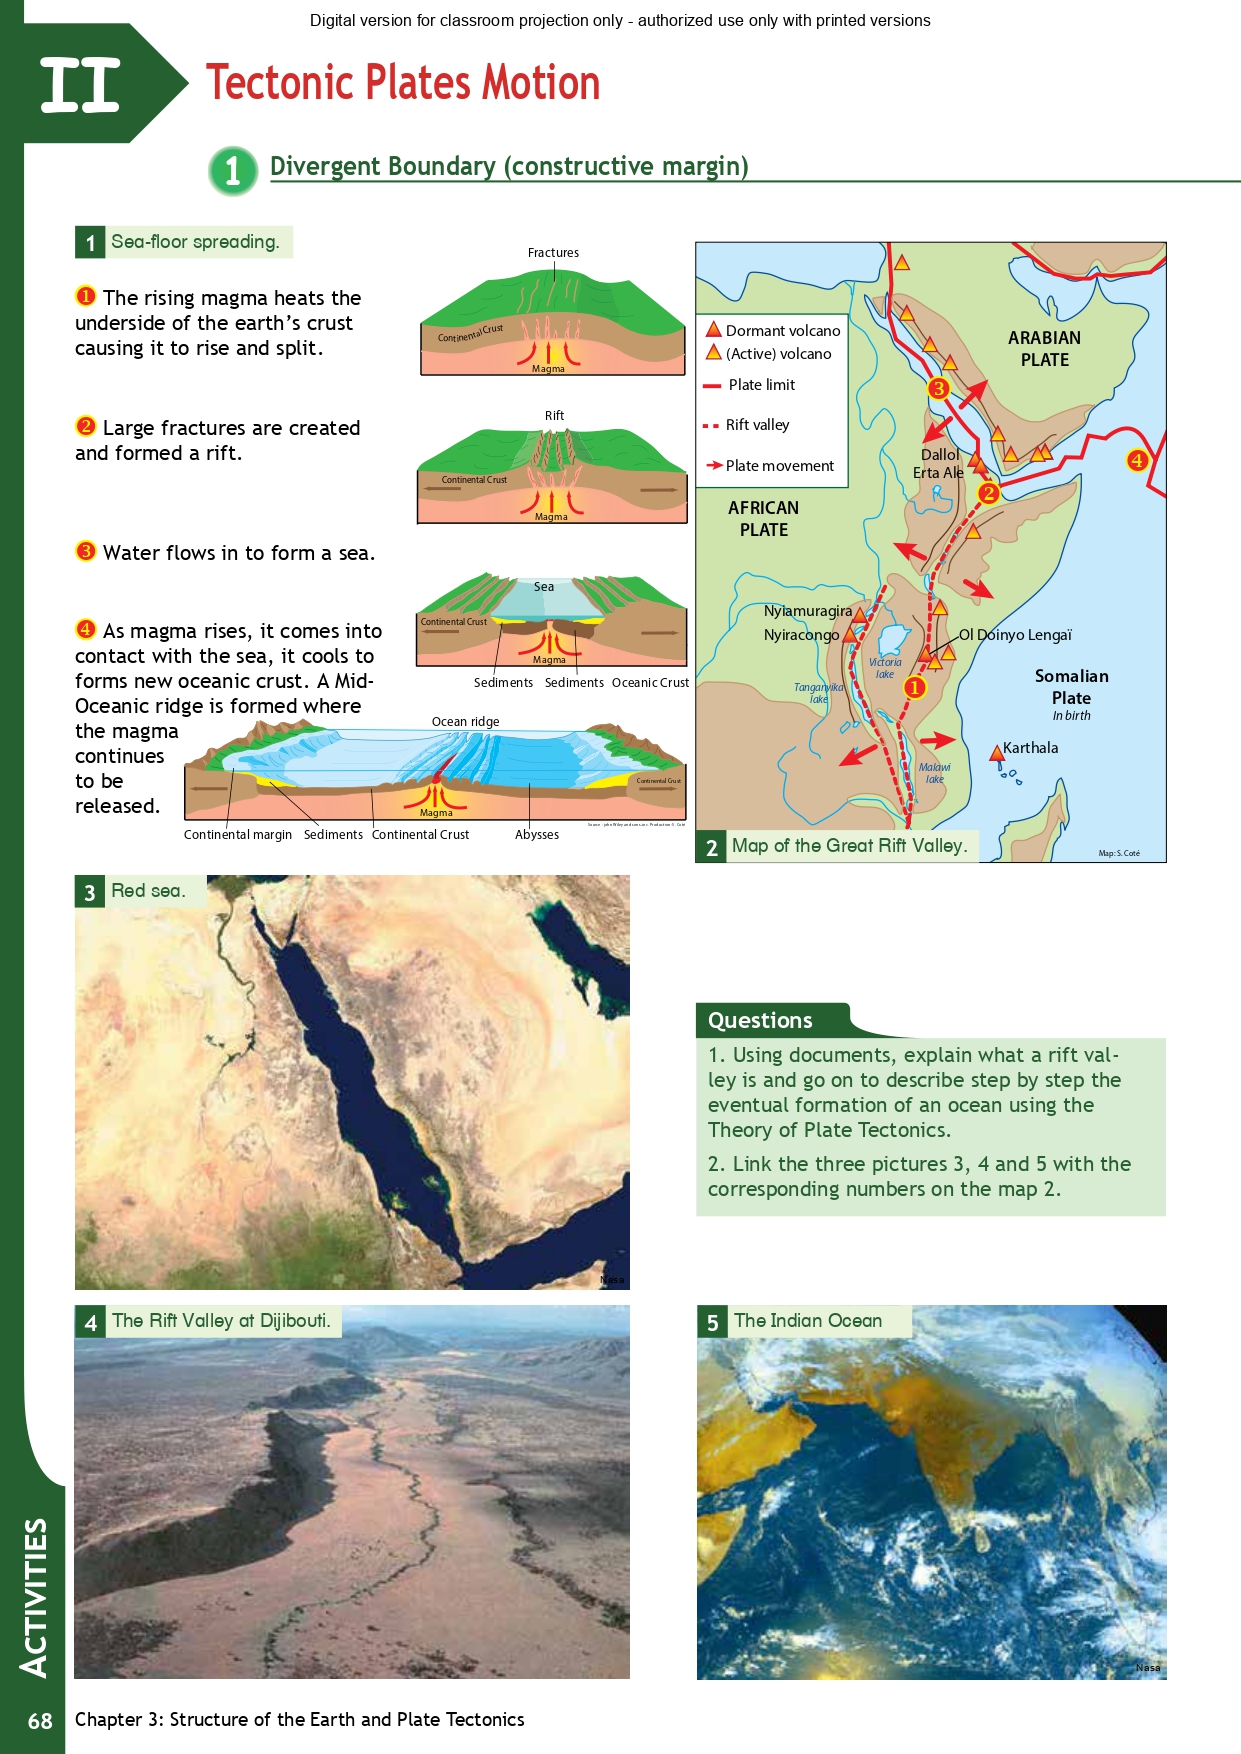 Digital version for classroom projection only - authorized use only with printed versions
II
Tectonic Plates Motion
1 Divergent Boundary (constructive margin)
1 Sea-floor spreading.
1 The rising magma heats the
underside of the earth's crust
causing it to rise and split.
Fractures
Continental Crust
Magma
2 Large fractures are created
and formed a rift.
Rift
Continental Crust
Magma
3 Water flows in to form a sea.
Sea
Continental Crust
Magma
Sediments Sediments Oceanic Crust
4 As magma rises, it comes into
contact with the sea, it cools to
forms new oceanic crust. A Mid-
Oceanic ridge is formed where
the magma
continues
to be
released.
Ocean ridge
Continental Crust
Magma
Continental margin Sediments Continental Crust Abysses
Dormant volcano
(Active) volcano
Plate limit
Rift valley
Plate movement
ARABIAN
PLATE
3
4
Dallol
Erta Ale
2
AFRICAN
PLATE
Nyiamuragira
Nyiracongo
Ol Doinyo Lengaï
Victoria
lake
Tanganyika
lake
1
Somalian
Plate
In birth
Karthala
Malawi
lake
2 Map of the Great Rift Valley.
Map: S. Coté
3 Red sea.
Nasa
Questions
1. Using documents, explain what a rift val-
ley is and go on to describe step by step the
eventual formation of an ocean using the
Theory of Plate Tectonics.
2. Link the three pictures 3, 4 and 5 with the
corresponding numbers on the map 2.
4 The Rift Valley at Dijibouti.
5 The Indian Ocean
Nasa
ACTIVITIES
68 Chapter 3: Structure of the Earth and Plate Tectonics